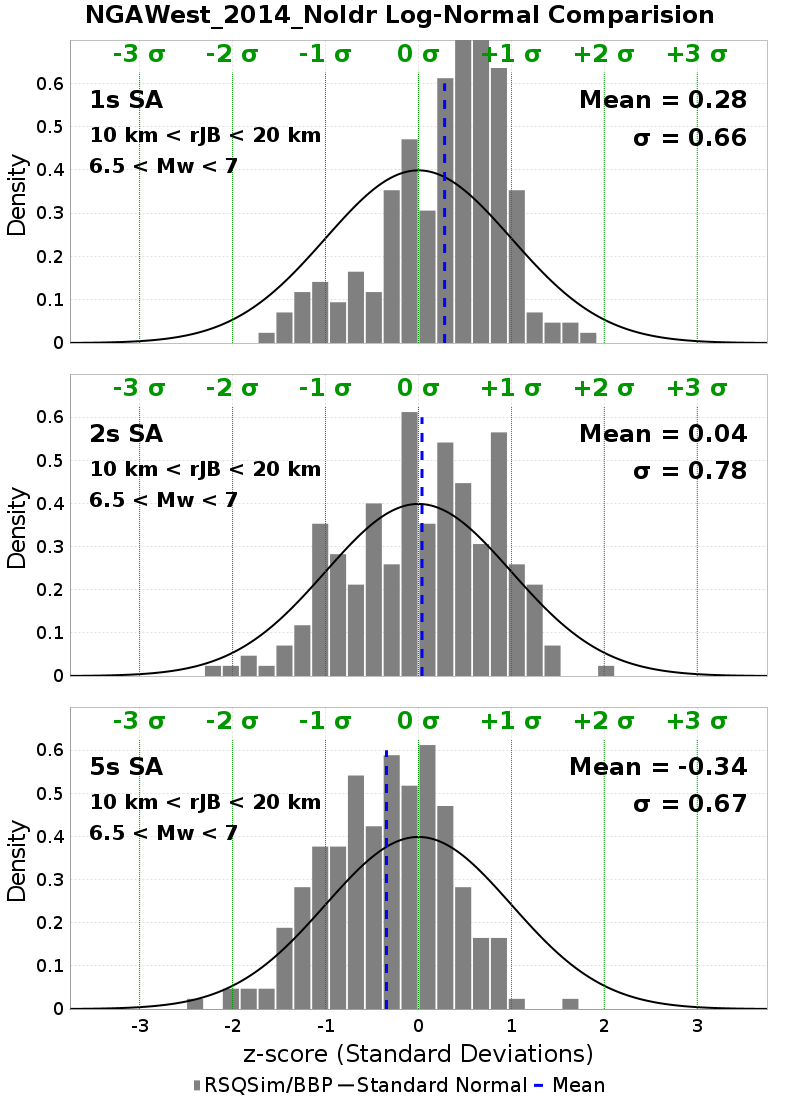 NGAWest_2014_NoIdr Log-Normal Comparision
-3 σ -2 σ -1 σ 0 σ +1 σ +2 σ +3 σ
1s SA
Mean = 0.28
10 km < rJB < 20 km
σ = 0.66
6.5 < Mw < 7
Density
0.6
0.5
0.4
0.3
0.2
0.1
0
-3 σ -2 σ -1 σ 0 σ +1 σ +2 σ +3 σ
2s SA
Mean = 0.04
10 km < rJB < 20 km
σ = 0.78
6.5 < Mw < 7
Density
0.6
0.5
0.4
0.3
0.2
0.1
0
-3 σ -2 σ -1 σ 0 σ +1 σ +2 σ +3 σ
5s SA
Mean = -0.34
10 km < rJB < 20 km
σ = 0.67
6.5 < Mw < 7
Density
0.6
0.5
0.4
0.3
0.2
0.1
0
-3 -2 -1 0 1 2 3
z-score (Standard Deviations)
RSQSim/BBP Standard Normal Mean